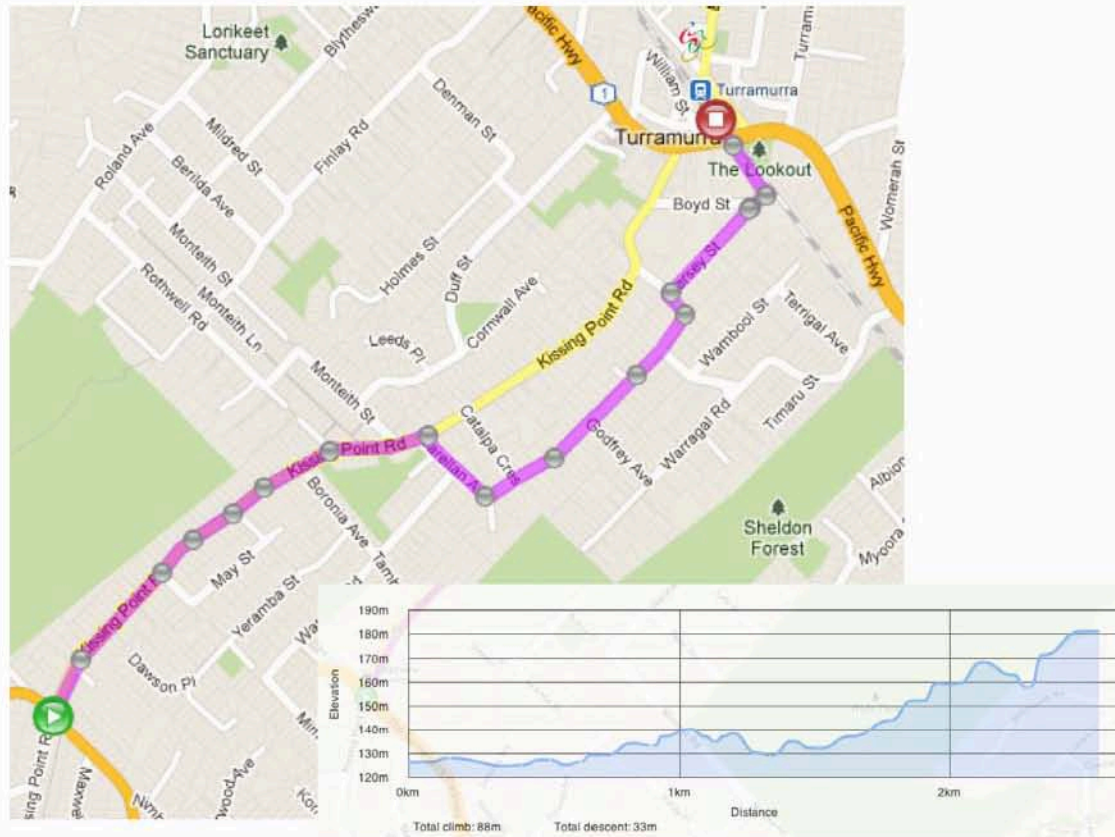 Lorikeet
Sanctuary
Pacific Hwy
Turramurra
William St
1
Denman St
Turramurra
Finlay Rd
Mildred St
Roland Ave
The Lookout
Berilda Ave
Womerah St
Boyd St
Pacific Hwy
Holmes St
Monteith St
Duff St
Rothwell Rd
Monteith Ln
Cornwall Ave
Terrigal Ave
Wambool St
Kissing Point Rd
Leeds Pl
Monteith St
Timaru St
Catalpa Cres
Warragal Rd
Godfrey Ave
Point Rd
Boronia Ave
Sheldon
Forest
May St
Yeramba St
Kissing Point
Dawson Pl
190m
180m
170m
160m
150m
140m
130m
120m
Elevation
0km
1km
2km
Distance
Total climb: 88m
Total descent: 33m